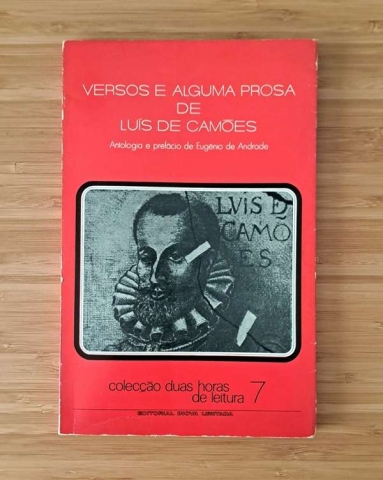 VERSOS E ALGUMA PROSA
DE
LUÍS DE CAMÕES
Antologia e prefácio de Eugénio de Andrade
LVIS D
CAMO
ES
colecção duas horas
de leitura 7
EDITORIAL INOVA LIMITADA